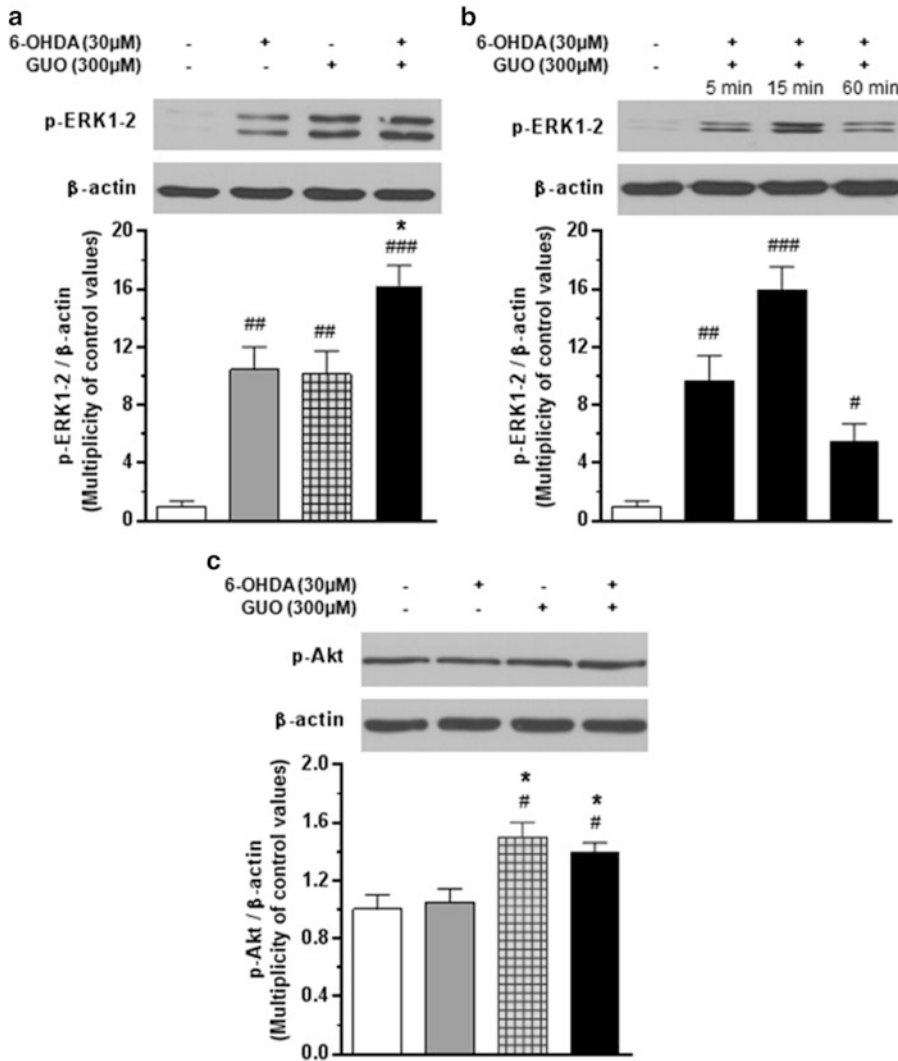 a
6-OHDA (30µM) - + - +
GUO (300µM) - - + +
p-ERK1-2
β-actin
p-ERK1-2 / β-actin
(Multiplicity of control values)
20
16
12
8
4
0
##
##
*
###
b
6-OHDA (30µM) - + + +
GUO (300µM) - + + +
5 min 15 min 60 min
p-ERK1-2
β-actin
p-ERK1-2 / β-actin
(Multiplicity of control values)
20
16
12
8
4
0
##
###
#
c
6-OHDA (30µM) - + - +
GUO (300µM) - - + +
p-Akt
β-actin
p-Akt / β-actin
(Multiplicity of control values)
2.0
1.6
1.2
0.8
0.4
0.0
*
#
*
#